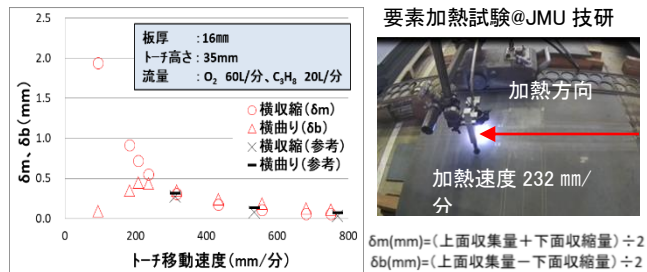 2.5
2.0
1.5
1.0
0.5
0.0
δm、δb(mm)
板厚 :16㎜
トーチ高さ:35mm
流量 :O₂ 60L/分、C₃H₈ 20L/分
横収縮(δm)
横曲り(δb)
横収縮(参考)
横曲り(参考)
0 200 400 600 800
トーチ移動速度(mm/分)
要素加熱試験@JMU 技研
加熱方向
加熱速度 232 ㎜/
分
δm(mm)=(上面収集量+下面収縮量)÷2
δb(mm)=(上面収集量-下面収縮量)÷2